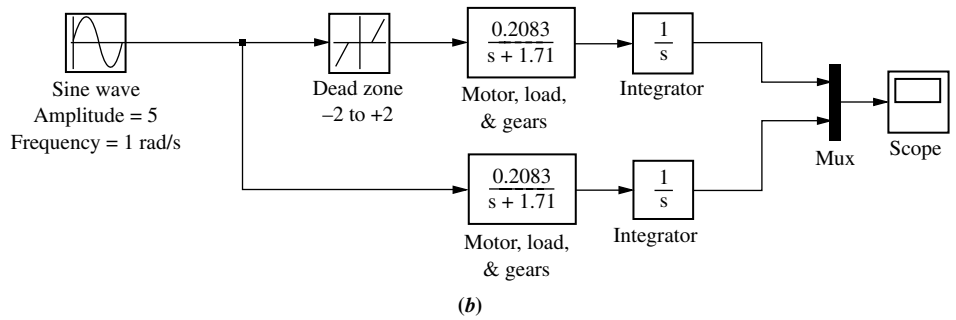 Sine wave
Amplitude = 5
Frequency = 1 rad/s
Dead zone
–2 to +2
0.2083
s + 1.71
Motor, load,
& gears
1
s
Integrator
Mux
Scope
0.2083
s + 1.71
Motor, load,
& gears
1
s
Integrator
(b)